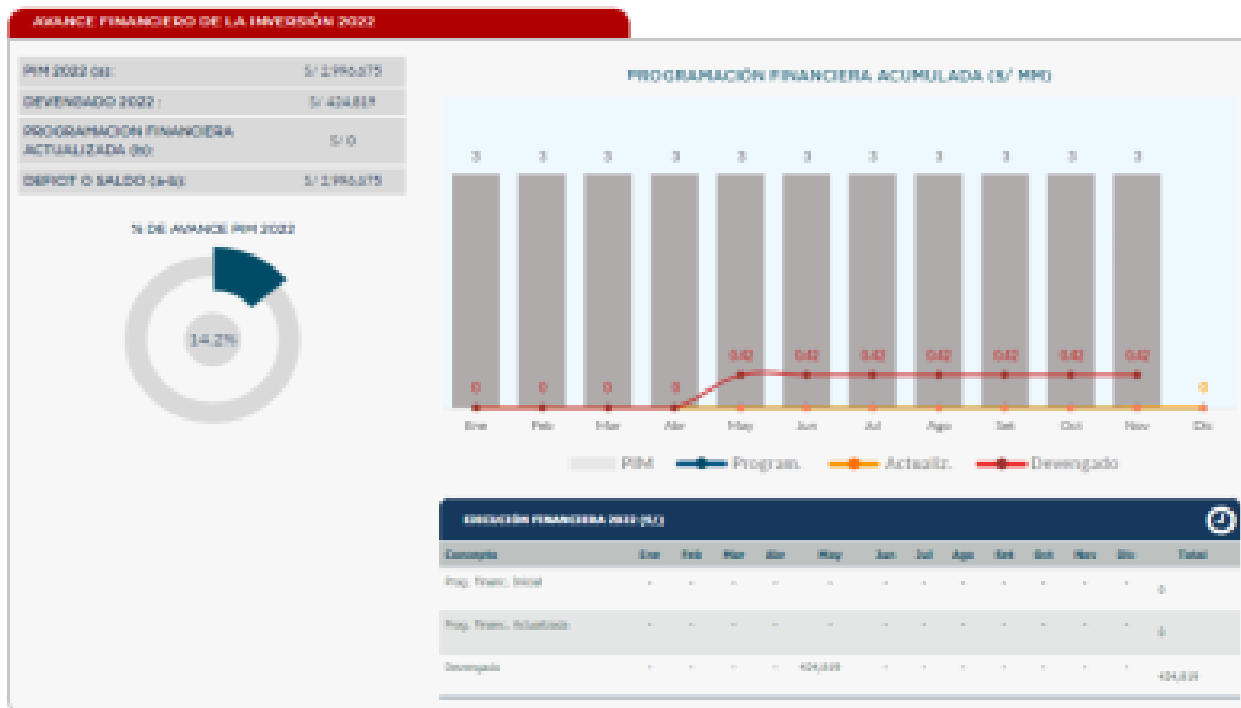 AVANCE FINANCIERO DE LA INVERSIÓN 2022
PIM 2022 (a): S/ 2,996,675
DEVENGADO 2022 : S/ 424,819
PROGRAMACION FINANCIERA
ACTUALIZADA (b): S/ 0
DEFICIT O SALDO (a-b): S/ 2,996,675
% DE AVANCE PIM 2022
14.2%
PROGRAMACIÓN FINANCIERA ACUMULADA (S/ MM)
3 3 3 3 3 3 3 3 3 3 3
0 0 0 0 0.42 0.42 0.42 0.42 0.42 0.42 0.42 0
Ene Feb Mar Abr May Jun Jul Ago Set Oct Nov Dic
PIM Program. Actualiz. Devengado
EJECUCIÓN FINANCIERA 2022 (S/)
Concepto Ene Feb Mar Abr May Jun Jul Ago Set Oct Nov Dic Total
Prog. Financ. Inicial - - - - - - - - - - - - 0
Prog. Financ. Actualizada - - - - - - - - - - - - 0
Devengado - - - - 424,819 - - - - - - - 424,819